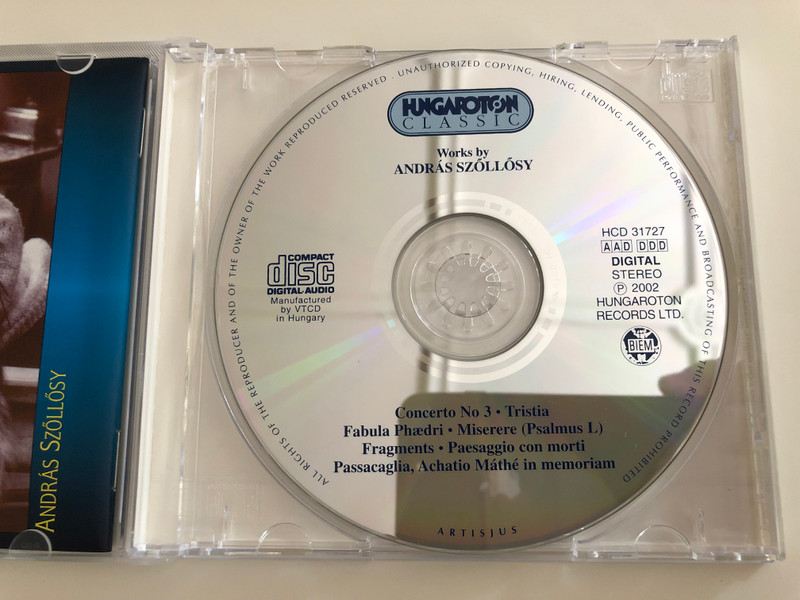 ANDRÁS SZŐLLŐSY
ALL RIGHTS OF THE REPRODUCER AND OF THE OWNER OF THE WORK REPRODUCED RESERVED · UNAUTHORIZED COPYING, HIRING, LENDING, PUBLIC PERFORMANCE AND BROADCASTING OF THIS RECORD PROHIBITED
HUNGAROTON
CLASSIC
Works by
ANDRÁS SZŐLLŐSY
COMPACT
disc
DIGITAL AUDIO
Manufactured
by VTCD
in Hungary
HCD 31727
AAD DDD
DIGITAL
STEREO
Ⓟ 2002
HUNGAROTON
RECORDS LTD.
BIEM
Concerto No 3 • Tristia
Fabula Phædri • Miserere (Psalmus L)
Fragments • Paesaggio con morti
Passacaglia, Achatio Máthé in memoriam
ARTISJUS